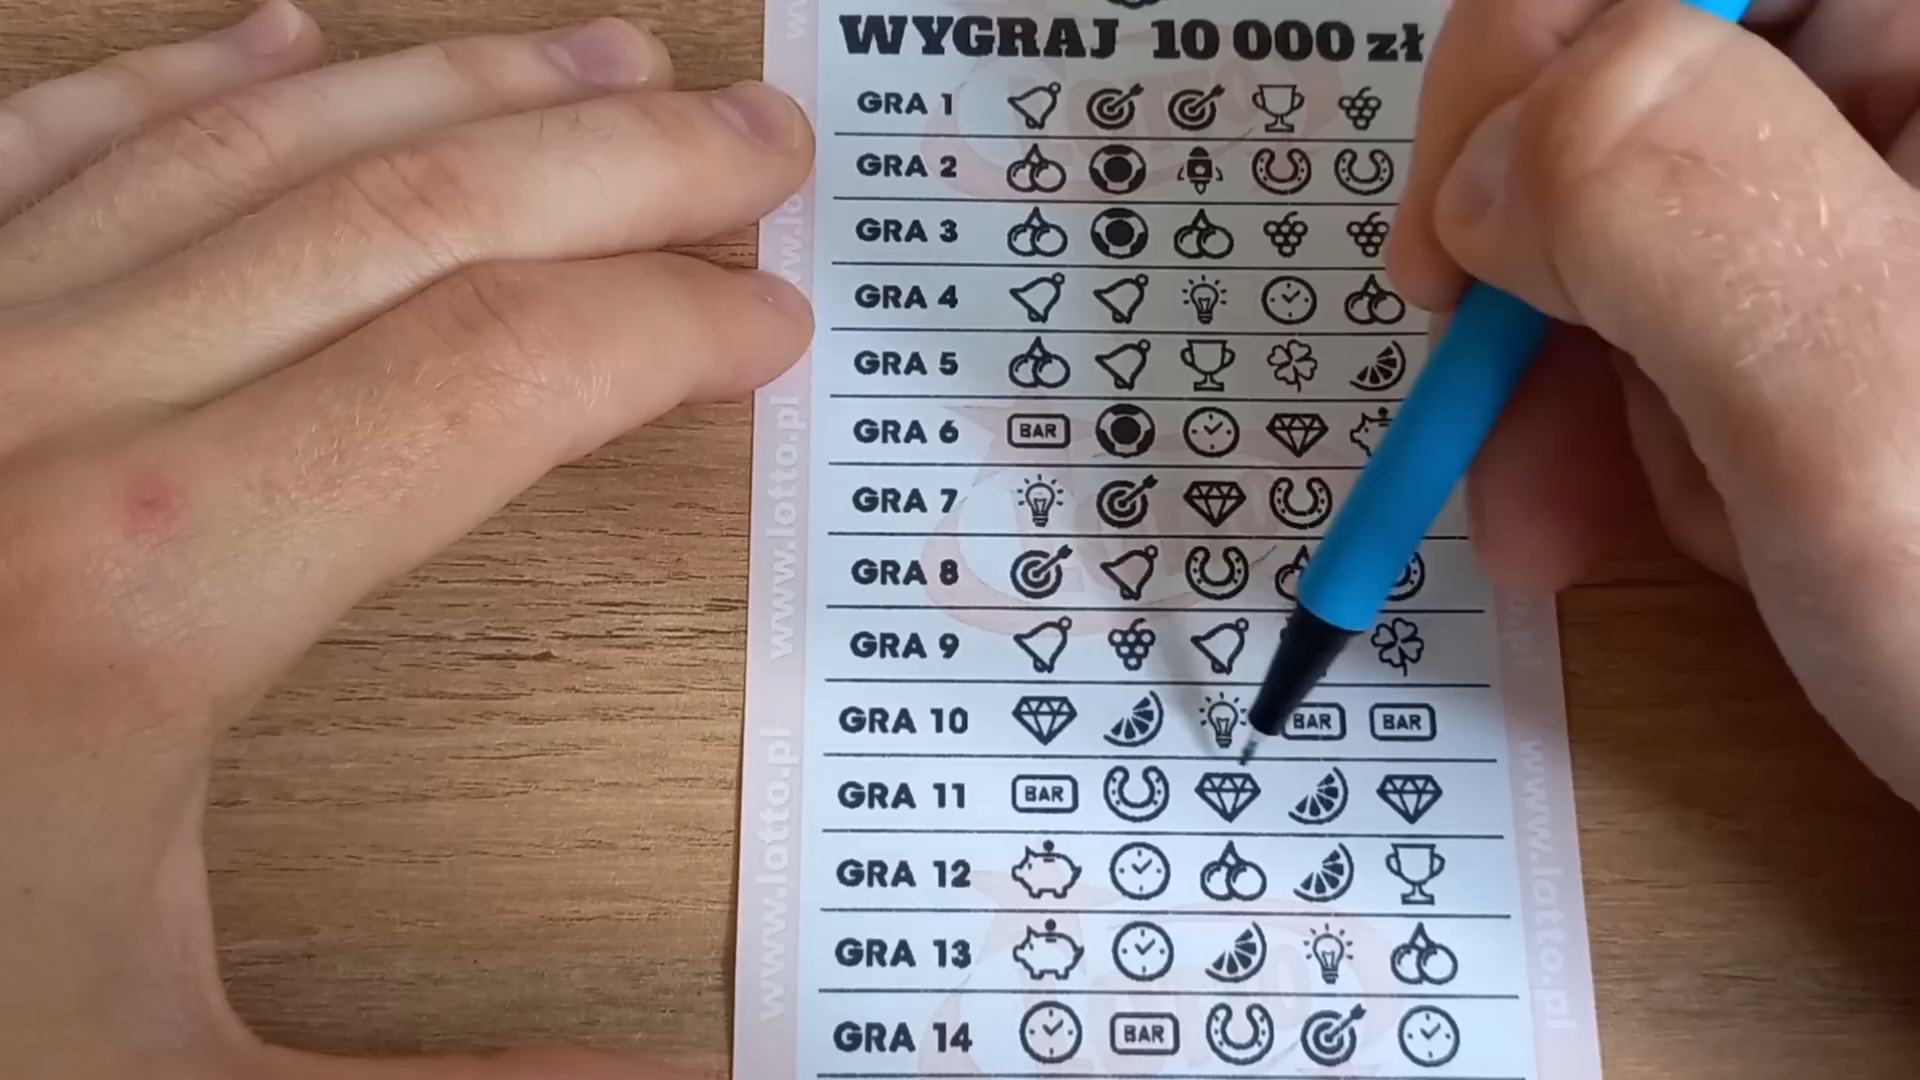 WYGRAJ 10 000 zł
GRA 1
GRA 2
GRA 3
GRA 4
GRA 5
GRA 6 BAR
GRA 7
GRA 8
GRA 9
GRA 10 BAR BAR
GRA 11 BAR
GRA 12
GRA 13
GRA 14 BAR
www.lotto.pl
www.lotto.pl
www.lotto.pl